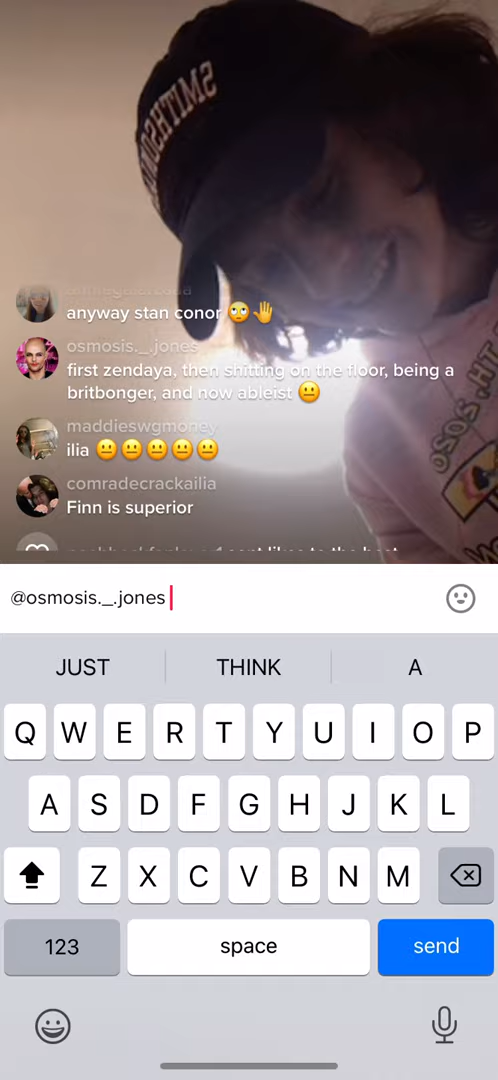 anyway stan conor 🙄🤚
osmosis._.jones
first zendaya, then shitting on the floor, being a
britbonger, and now ableist 😐
maddieswgmoney
ilia 😐😐😐😐😐
comradecrackailia
Finn is superior
@osmosis._.jones
JUST THINK A
Q W E R T Y U I O P
A S D F G H J K L
Z X C V B N M
123 space send